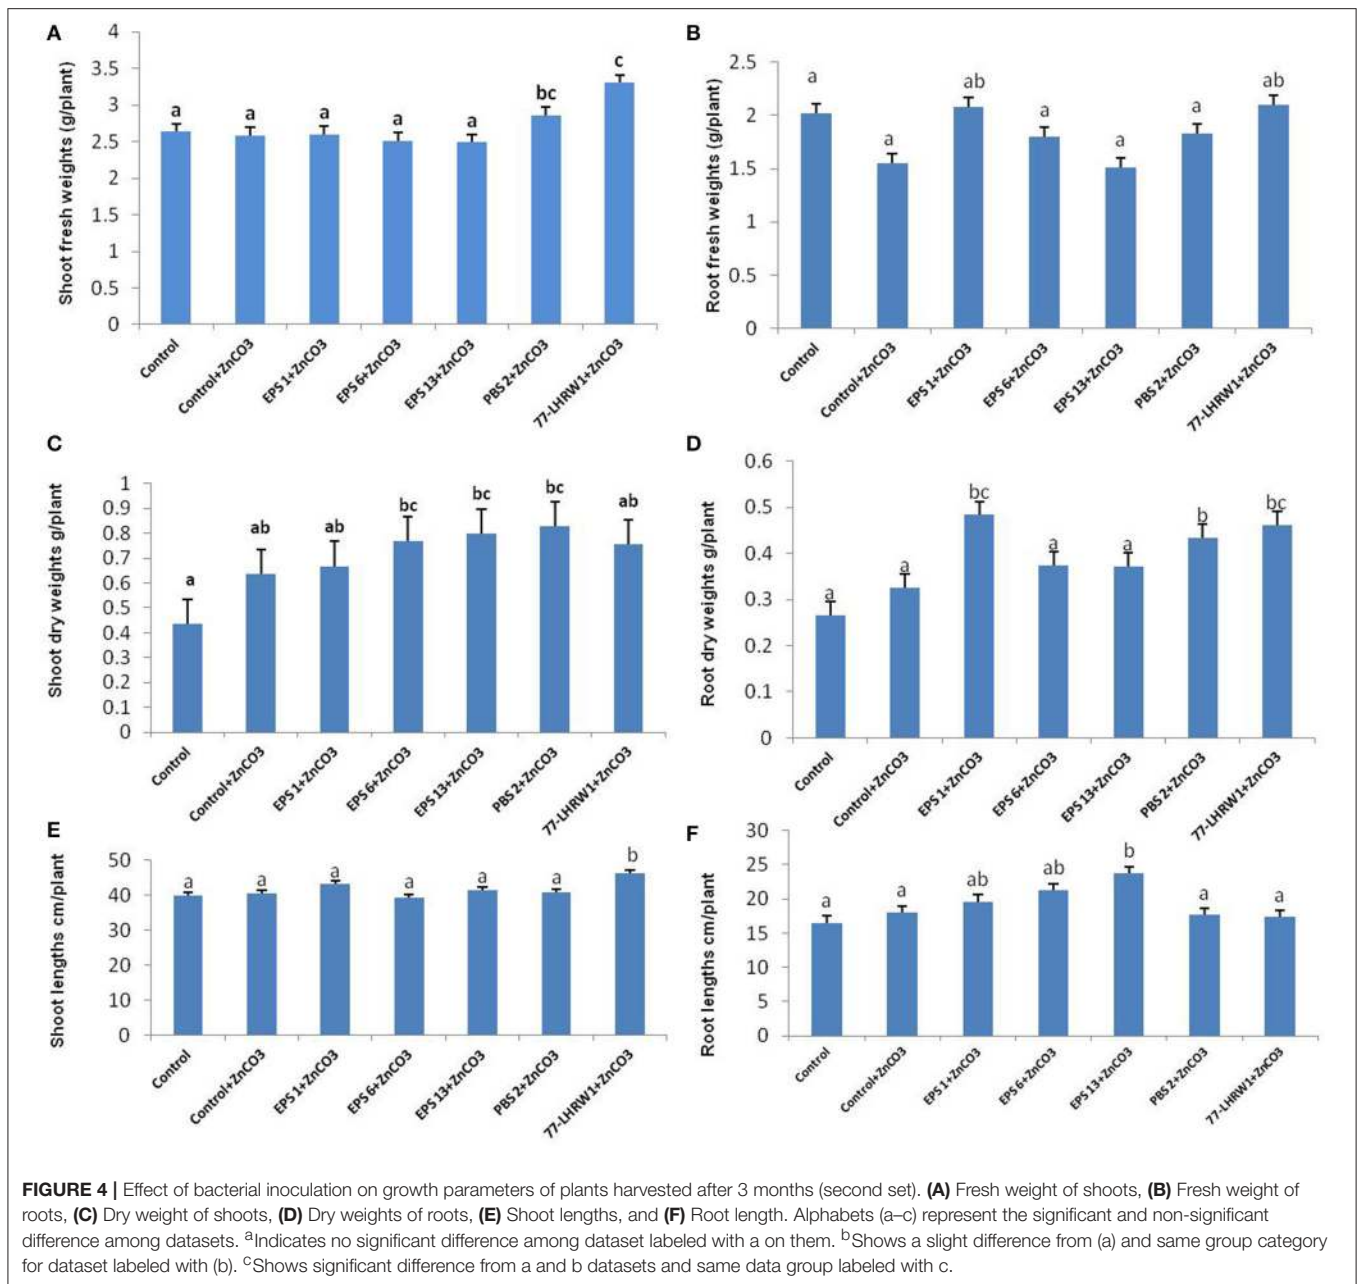 A
Shoot fresh weights (g/plant)
4
3.5
3
2.5
2
1.5
1
0.5
0
a
a
a
a
a
bc
c
Control
Control+ZnCO3
EPS 1+ZnCO3
EPS 6+ZnCO3
EPS 13+ZnCO3
PBS 2+ZnCO3
77-LHRW1+ZnCO3
B
Root fresh weights (g/plant)
2.5
2
1.5
1
0.5
0
a
a
ab
a
a
a
ab
Control
Control+ZnCO3
EPS 1+ZnCO3
EPS 6+ZnCO3
EPS 13+ZnCO3
PBS 2+ZnCO3
77-LHRW1+ZnCO3
C
Shoot dry weights g/plant
1
0.9
0.8
0.7
0.6
0.5
0.4
0.3
0.2
0.1
0
a
ab
ab
bc
bc
bc
ab
Control
Control+ZnCO3
EPS 1+ZnCO3
EPS 6+ZnCO3
EPS 13+ZnCO3
PBS 2+ZnCO3
77-LHRW1+ZnCO3
D
Root dry weights g/plant
0.6
0.5
0.4
0.3
0.2
0.1
0
a
a
bc
a
a
b
bc
Control
Control+ZnCO3
EPS 1+ZnCO3
EPS 6+ZnCO3
EPS 13+ZnCO3
PBS 2+ZnCO3
77-LHRW1+ZnCO3
E
Shoot lengths cm/plant
50
40
30
20
10
0
a
a
a
a
a
a
b
Control
Control+ZnCO3
EPS 1+ZnCO3
EPS 6+ZnCO3
EPS 13+ZnCO3
PBS 2+ZnCO3
77-LHRW1+ZnCO3
F
Root lengths cm/plant
30
25
20
15
10
5
0
a
a
ab
ab
b
a
a
Control
Control+ZnCO3
EPS 1+ZnCO3
EPS 6+ZnCO3
EPS 13+ZnCO3
PBS 2+ZnCO3
77-LHRW1+ZnCO3
FIGURE 4 | Effect of bacterial inoculation on growth parameters of plants harvested after 3 months (second set). (A) Fresh weight of shoots, (B) Fresh weight of
roots, (C) Dry weight of shoots, (D) Dry weights of roots, (E) Shoot lengths, and (F) Root length. Alphabets (a–c) represent the significant and non-significant
difference among datasets. ᵃIndicates no significant difference among dataset labeled with a on them. ᵇShows a slight difference from (a) and same group category
for dataset labeled with (b). ᶜShows significant difference from a and b datasets and same data group labeled with c.